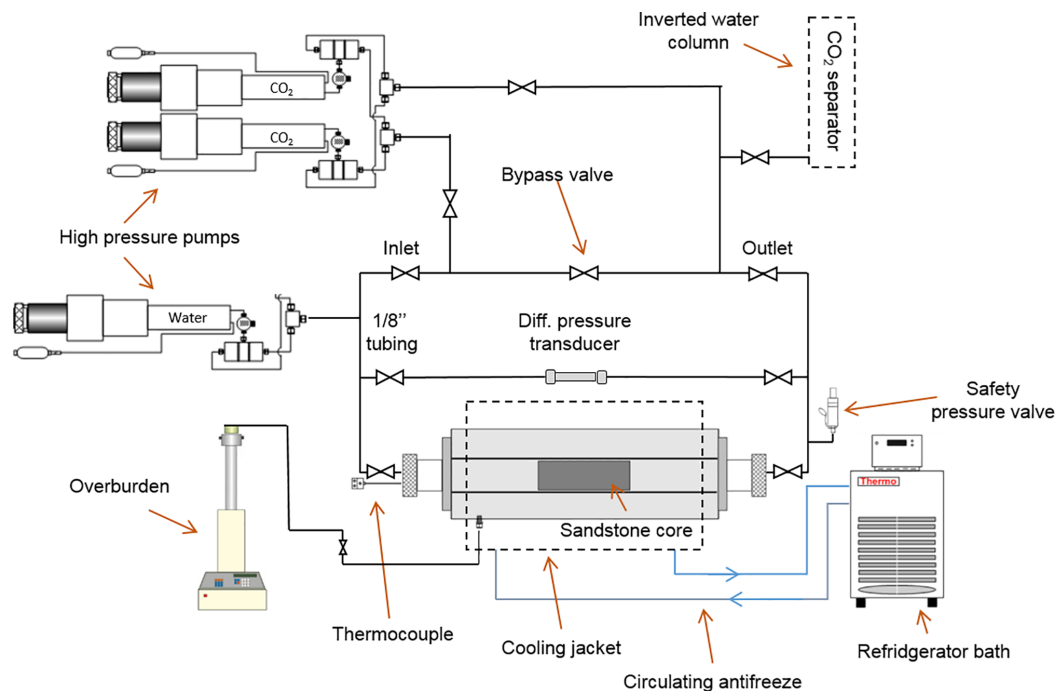 Inverted water
column
CO₂ separator
CO₂
CO₂
Bypass valve
High pressure pumps
Inlet
Outlet
Water
1/8’’
tubing
Diff. pressure
transducer
Safety
pressure valve
Overburden
Thermo
Sandstone core
Thermocouple
Cooling jacket
Refridgerator bath
Circulating antifreeze